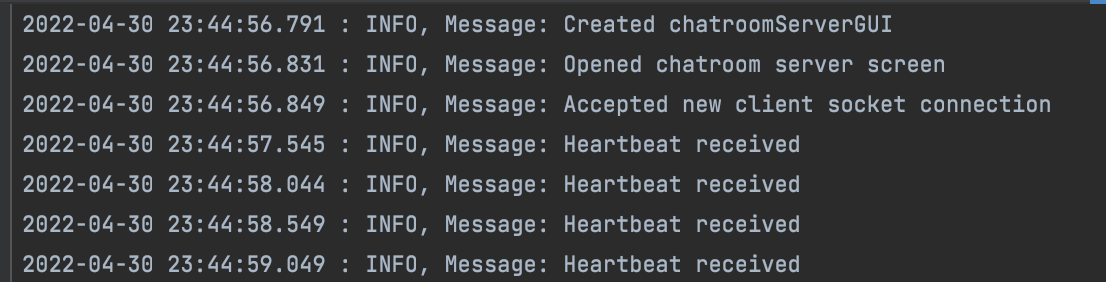 2022-04-30 23:44:56.791 : INFO, Message: Created chatroomServerGUI
2022-04-30 23:44:56.831 : INFO, Message: Opened chatroom server screen
2022-04-30 23:44:56.849 : INFO, Message: Accepted new client socket connection
2022-04-30 23:44:57.545 : INFO, Message: Heartbeat received
2022-04-30 23:44:58.044 : INFO, Message: Heartbeat received
2022-04-30 23:44:58.549 : INFO, Message: Heartbeat received
2022-04-30 23:44:59.049 : INFO, Message: Heartbeat received